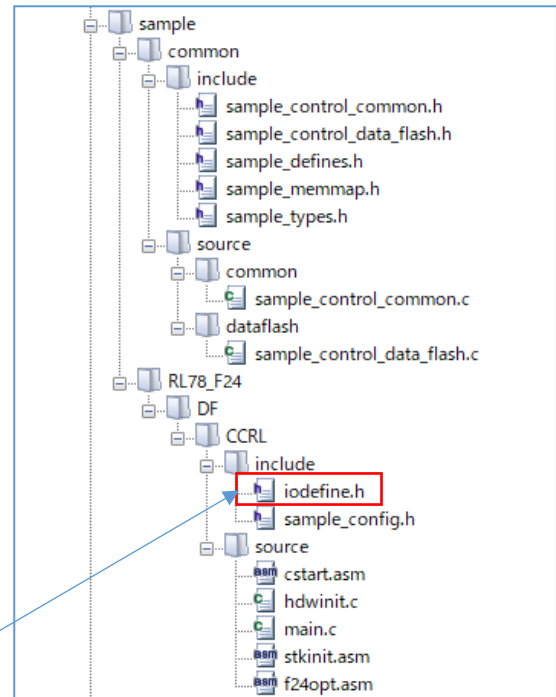 sample
common
include
sample_control_common.h
sample_control_data_flash.h
sample_defines.h
sample_memmap.h
sample_types.h
source
common
sample_control_common.c
dataflash
sample_control_data_flash.c
RL78_F24
DF
CCRL
include
iodefine.h
sample_config.h
source
cstart.asm
hdwinit.c
main.c
stkinit.asm
f24opt.asm